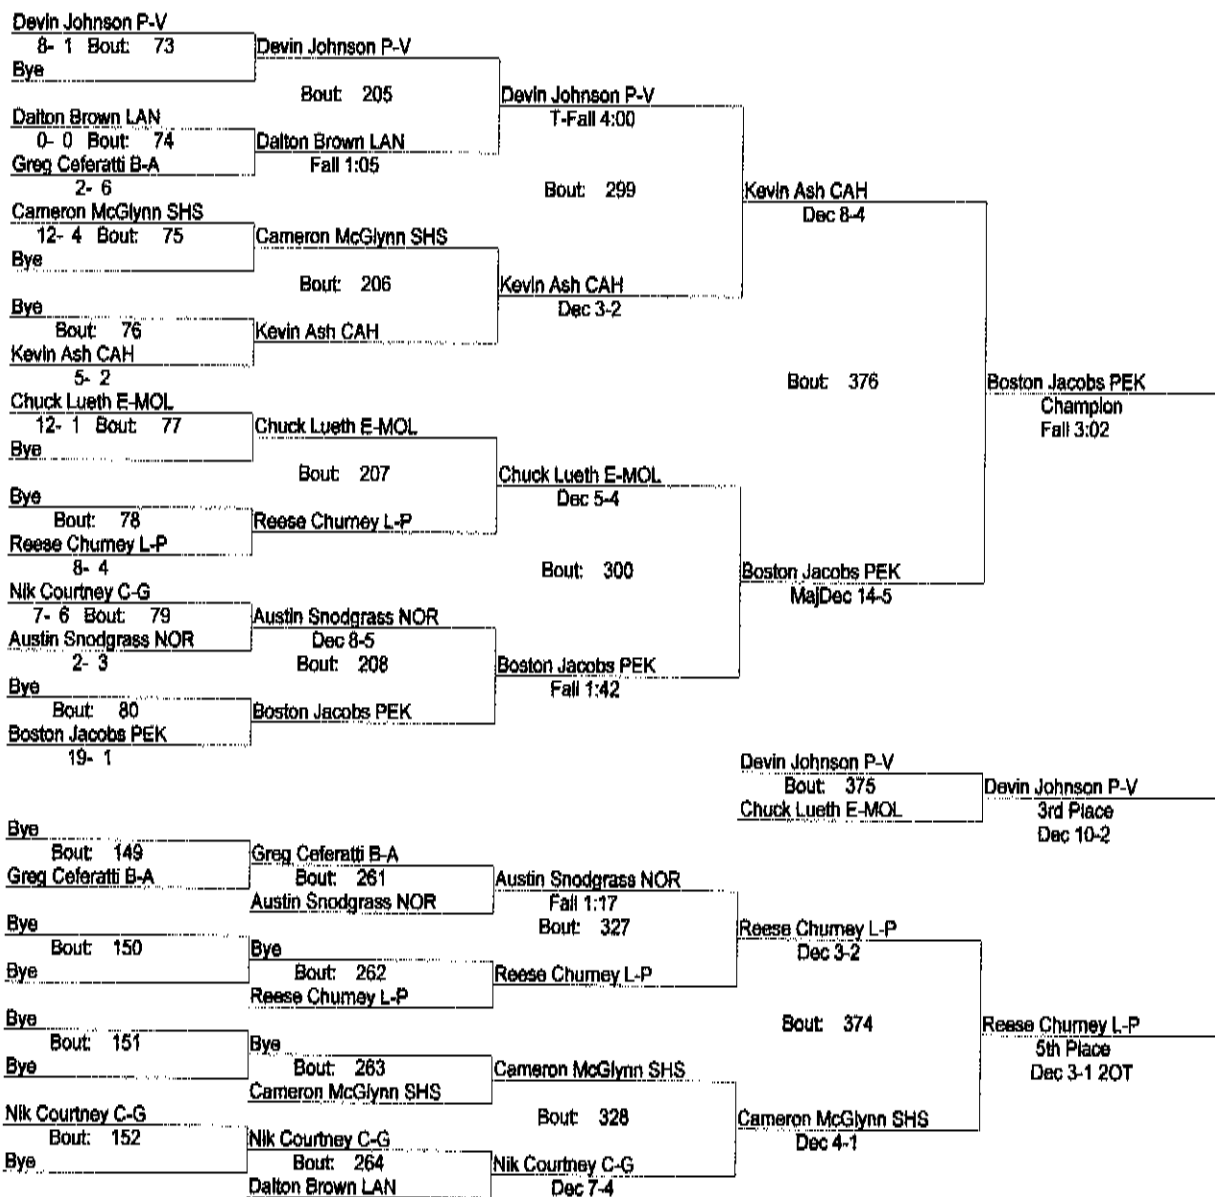 Devin Johnson P-V
8- 1 Bout: 73
Bye
Devin Johnson P-V
Bout: 205
Dalton Brown LAN
0- 0 Bout: 74
Greg Ceferatti B-A
2- 6
Dalton Brown LAN
Fall 1:05
Devin Johnson P-V
T-Fall 4:00
Bout: 299
Cameron McGlynn SHS
12- 4 Bout: 75
Bye
Cameron McGlynn SHS
Bout: 206
Bye
Bout: 76
Kevin Ash CAH
5- 2
Kevin Ash CAH
Kevin Ash CAH
Dec 3-2
Kevin Ash CAH
Dec 8-4
Bout: 376
Boston Jacobs PEK
Champion
Fall 3:02
Chuck Lueth E-MOL
12- 1 Bout: 77
Bye
Chuck Lueth E-MOL
Bout: 207
Bye
Bout: 78
Reese Churney L-P
8- 4
Reese Churney L-P
Chuck Lueth E-MOL
Dec 5-4
Bout: 300
Nik Courtney C-G
7- 6 Bout: 79
Austin Snodgrass NOR
2- 3
Austin Snodgrass NOR
Dec 8-5
Bout: 208
Bye
Bout: 80
Boston Jacobs PEK
19- 1
Boston Jacobs PEK
Boston Jacobs PEK
Fall 1:42
Boston Jacobs PEK
MajDec 14-5
Devin Johnson P-V
Bout: 375
Chuck Lueth E-MOL
Devin Johnson P-V
3rd Place
Dec 10-2
Bye
Bout: 149
Greg Ceferatti B-A
Greg Ceferatti B-A
Bout: 261
Austin Snodgrass NOR
Austin Snodgrass NOR
Fall 1:17
Bout: 327
Bye
Bout: 150
Bye
Bye
Bout: 262
Reese Churney L-P
Reese Churney L-P
Reese Churney L-P
Dec 3-2
Bout: 374
Reese Churney L-P
5th Place
Dec 3-1 2OT
Bye
Bout: 151
Bye
Bye
Bout: 263
Cameron McGlynn SHS
Cameron McGlynn SHS
Bout: 328
Nik Courtney C-G
Bout: 152
Bye
Nik Courtney C-G
Bout: 264
Dalton Brown LAN
Nik Courtney C-G
Dec 7-4
Cameron McGlynn SHS
Dec 4-1